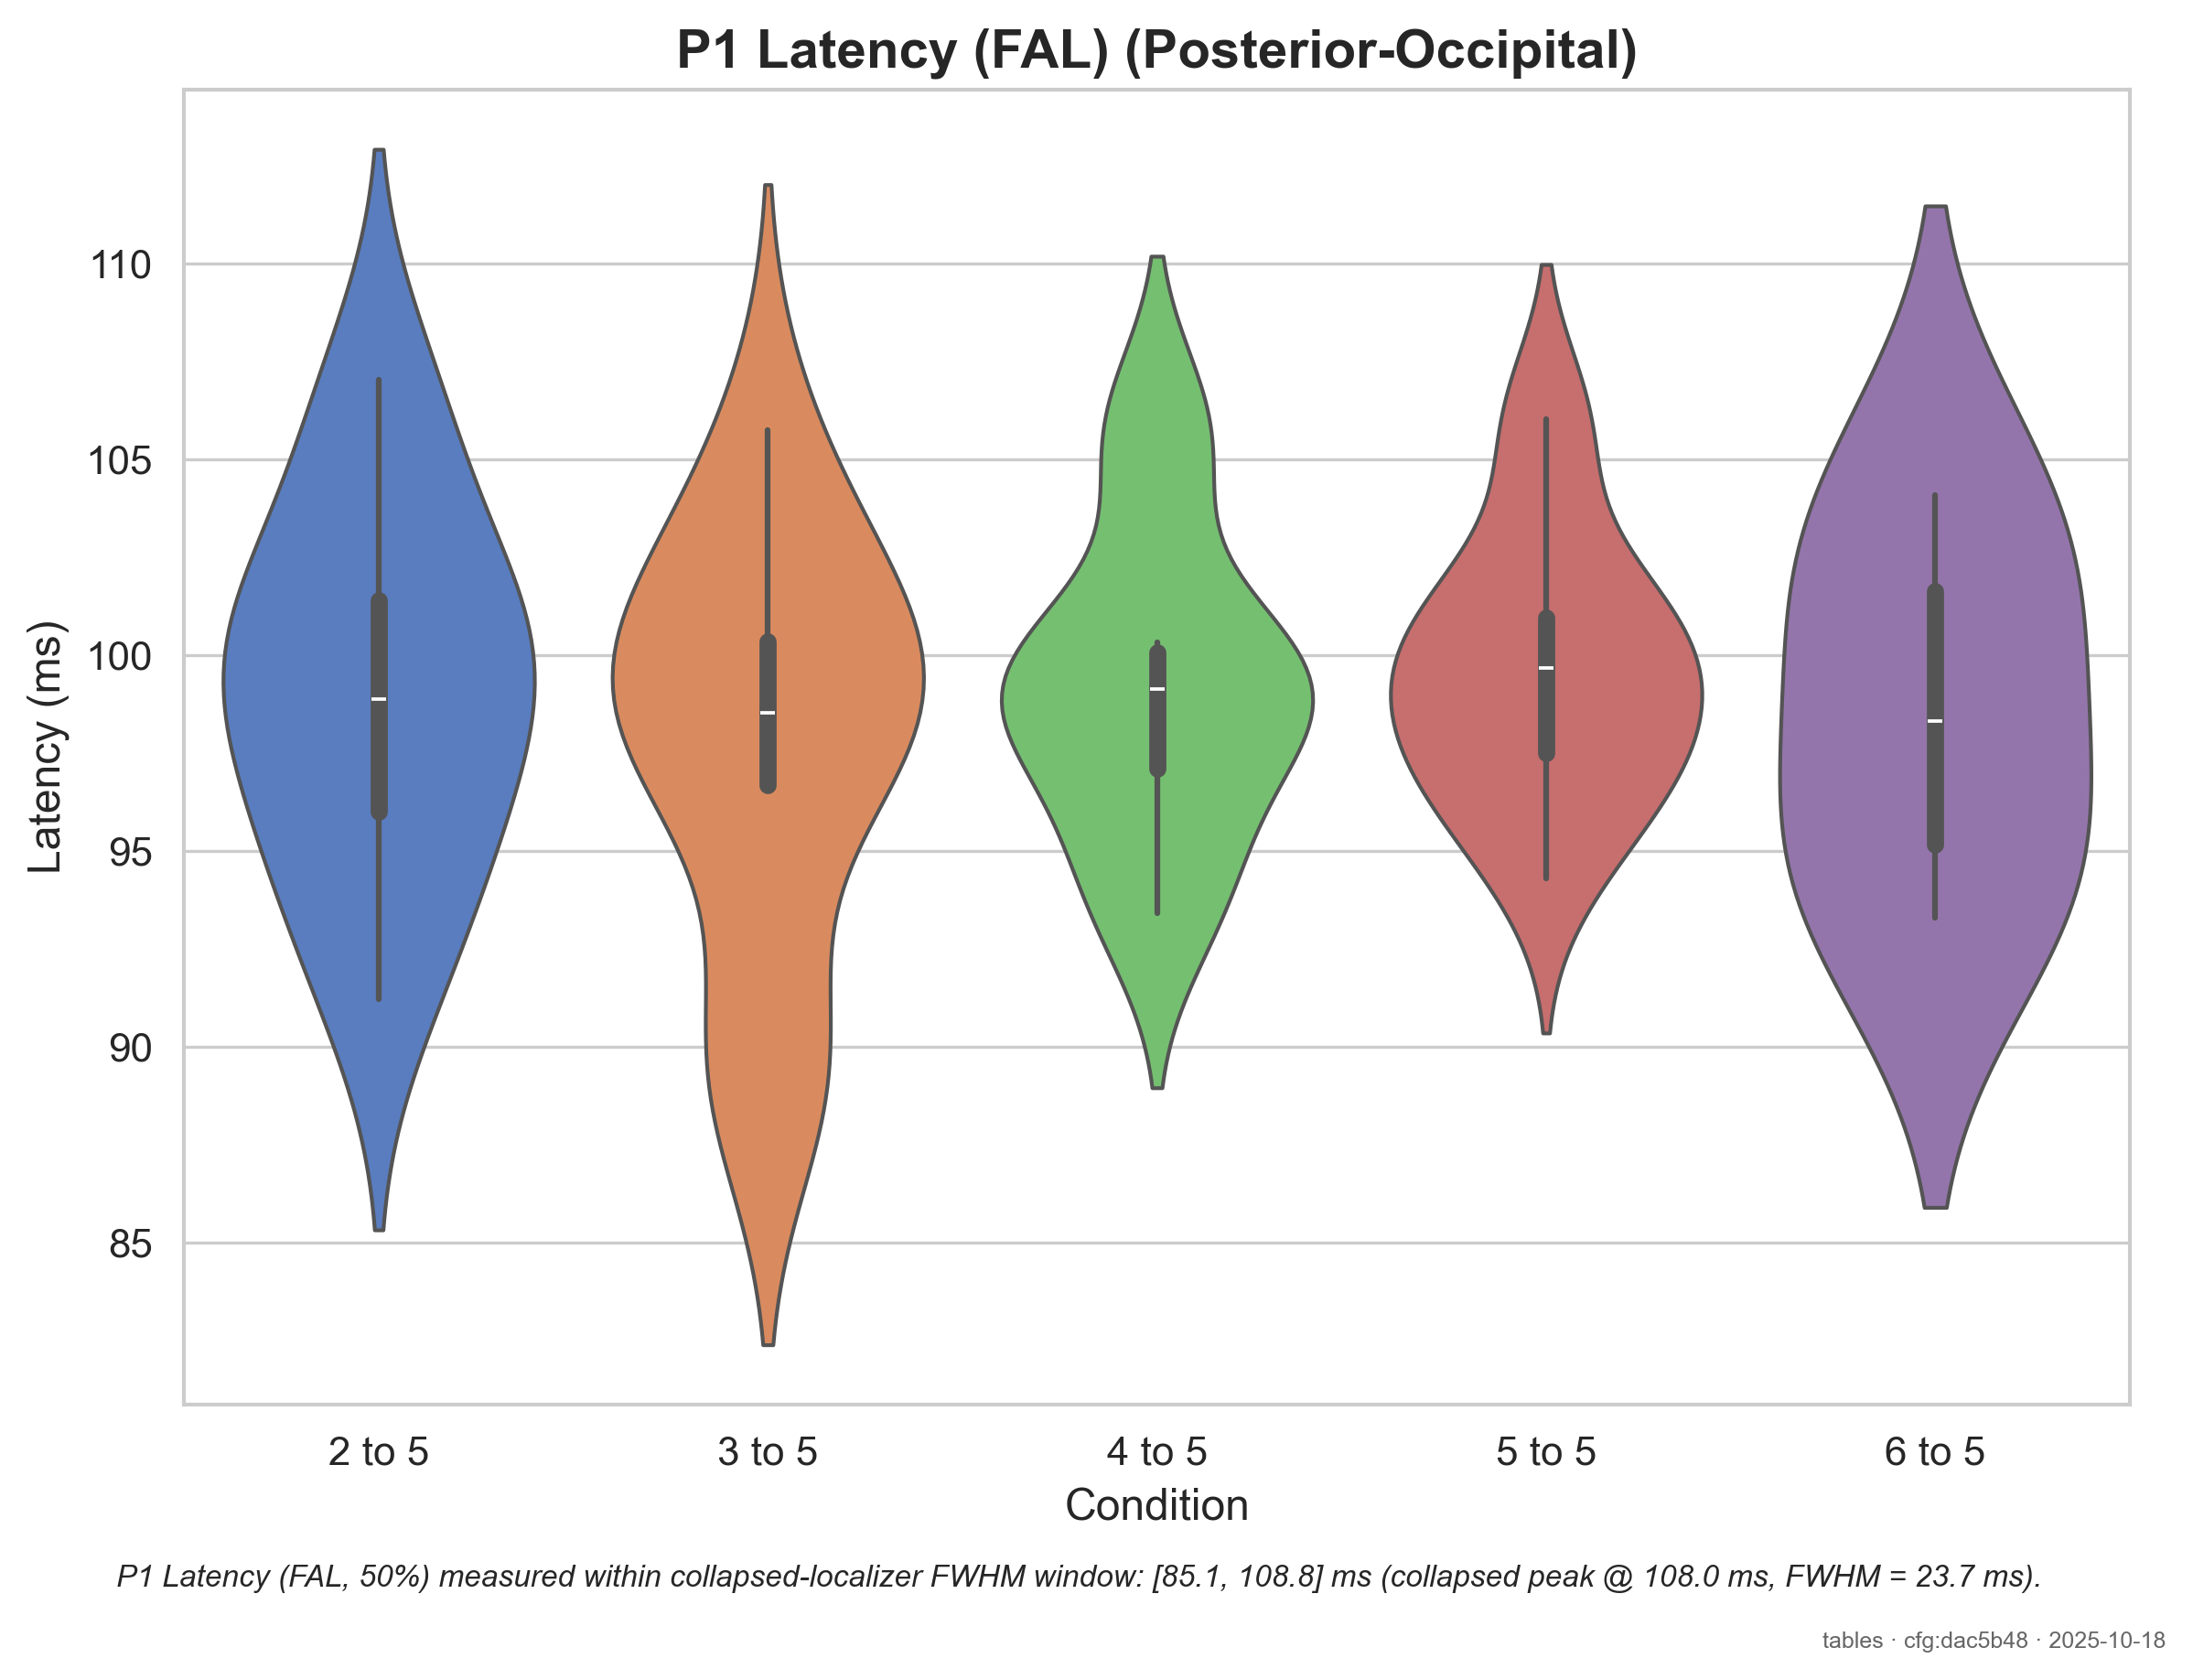 P1 Latency (FAL) (Posterior-Occipital)
Latency (ms)
110
105
100
95
90
85
2 to 5
3 to 5
4 to 5
5 to 5
6 to 5
Condition
P1 Latency (FAL, 50%) measured within collapsed-localizer FWHM window: [85.1, 108.8] ms (collapsed peak @ 108.0 ms, FWHM = 23.7 ms).
tables · cfg:dac5b48 · 2025-10-18